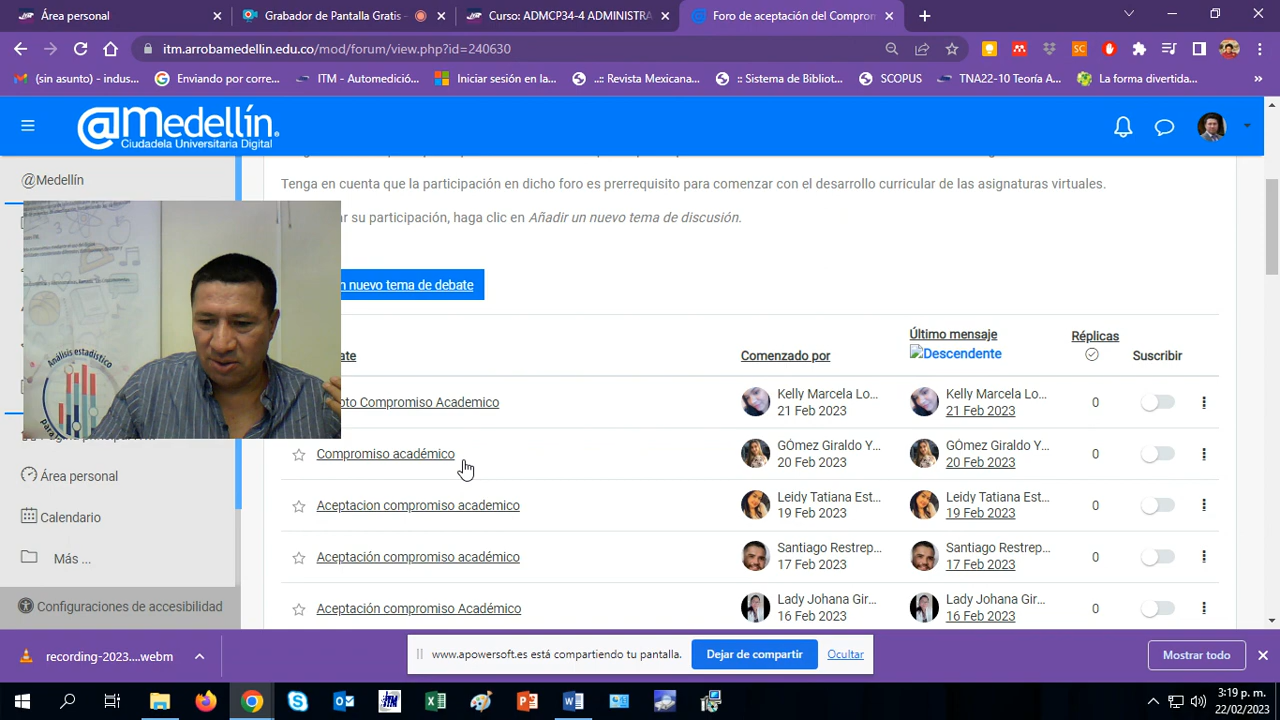 Área personal
Grabador de Pantalla Gratis -
Curso: ADMCP34-4 ADMINISTRA
Foro de aceptación del Comprom
itm.arrobamedellin.edu.co/mod/forum/view.php?id=240630
(sin asunto) - indus...
Enviando por corre...
ITM - Automedició...
Iniciar sesión en la...
..:: Revista Mexicana...
:: Sistema de Bibliot...
SCOPUS
TNA22-10 Teoría A...
La forma divertida...
»
@Medellín
Ciudadela Universitaria Digital
@Medellín
Tenga en cuenta que la participación en dicho foro es prerrequisito para comenzar con el desarrollo curricular de las asignaturas virtuales.
ar su participación, haga clic en Añadir un nuevo tema de discusión.
n nuevo tema de debate
ate
Comenzado por
Último mensaje
Descendente
Réplicas
Suscribir
oto Compromiso Academico
Kelly Marcela Lo...
21 Feb 2023
Kelly Marcela Lo...
21 Feb 2023
0
Compromiso académico
GÓmez Giraldo Y...
20 Feb 2023
GÓmez Giraldo Y...
20 Feb 2023
0
Aceptacion compromiso academico
Leidy Tatiana Est...
19 Feb 2023
Leidy Tatiana Est...
19 Feb 2023
0
Aceptación compromiso académico
Santiago Restrep...
17 Feb 2023
Santiago Restrep...
17 Feb 2023
0
Aceptación compromiso Académico
Lady Johana Gir...
16 Feb 2023
Lady Johana Gir...
16 Feb 2023
0
Análisis estadístico
Área personal
Calendario
Más ...
Configuraciones de accesibilidad
recording-2023....webm
www.apowersoft.es está compartiendo tu pantalla.
Dejar de compartir
Ocultar
Mostrar todo
3:19 p. m.
22/02/2023